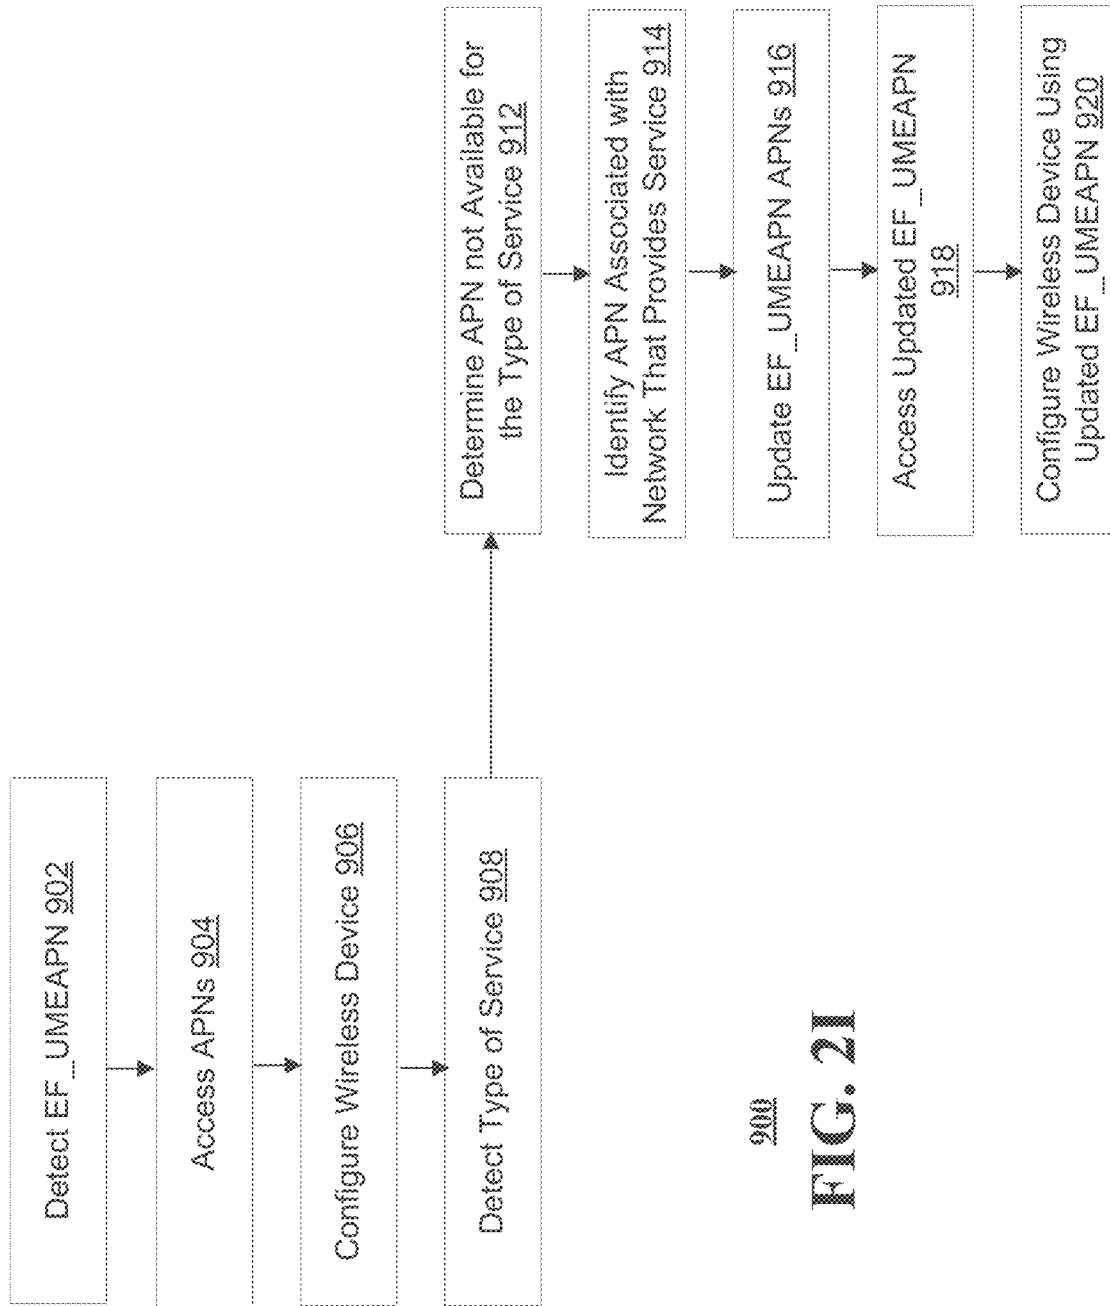 Detect EF_UMEAPN 902
Access APNs 904
Configure Wireless Device 906
Detect Type of Service 908
Determine APN not Available for
the Type of Service 912
Identify APN Associated with
Network That Provides Service 914
Update EF_UMEAPN APNs 916
Access Updated EF_UMEAPN
918
Configure Wireless Device Using
Updated EF_UMEAPN 920
900
FIG. 2I